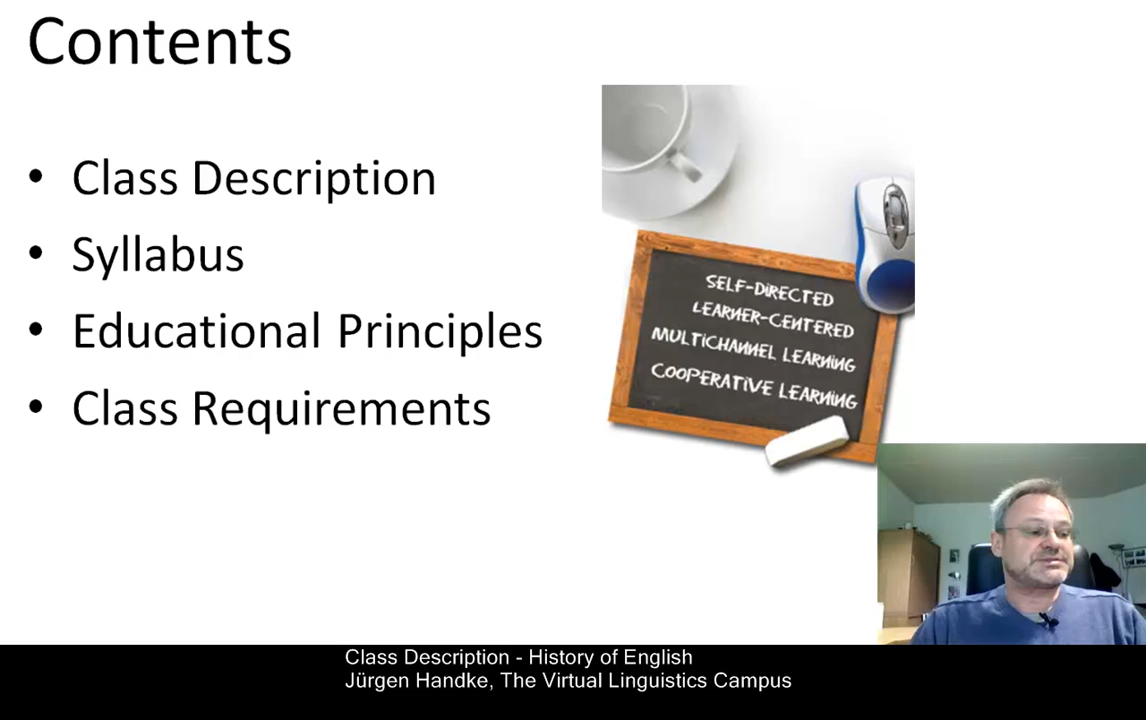 Contents
• Class Description
• Syllabus
• Educational Principles
• Class Requirements
SELF-DIRECTED
LEARNER-CENTERED
MULTICHANNEL LEARNING
COOPERATIVE LEARNING
Class Description - History of English
Jürgen Handke, The Virtual Linguistics Campus